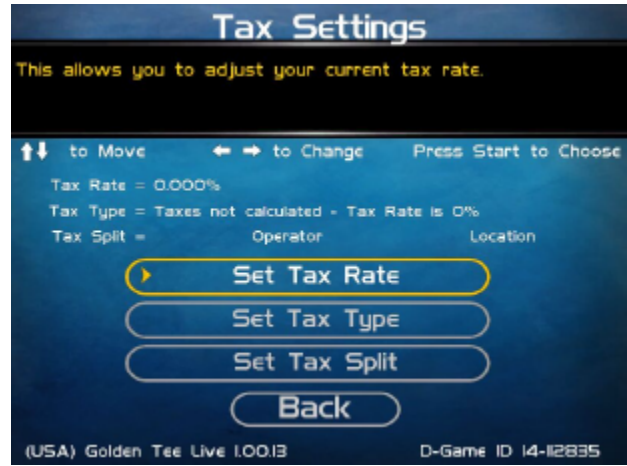 Tax Settings
This allows you to adjust your current tax rate.
to Move to Change Press Start to Choose
Tax Rate = 0.000%
Tax Type = Taxes not calculated - Tax Rate is 0%
Tax Split = Operator Location
Set Tax Rate
Set Tax Type
Set Tax Split
Back
(USA) Golden Tee Live 1.00.13 D-Game ID 14-112835